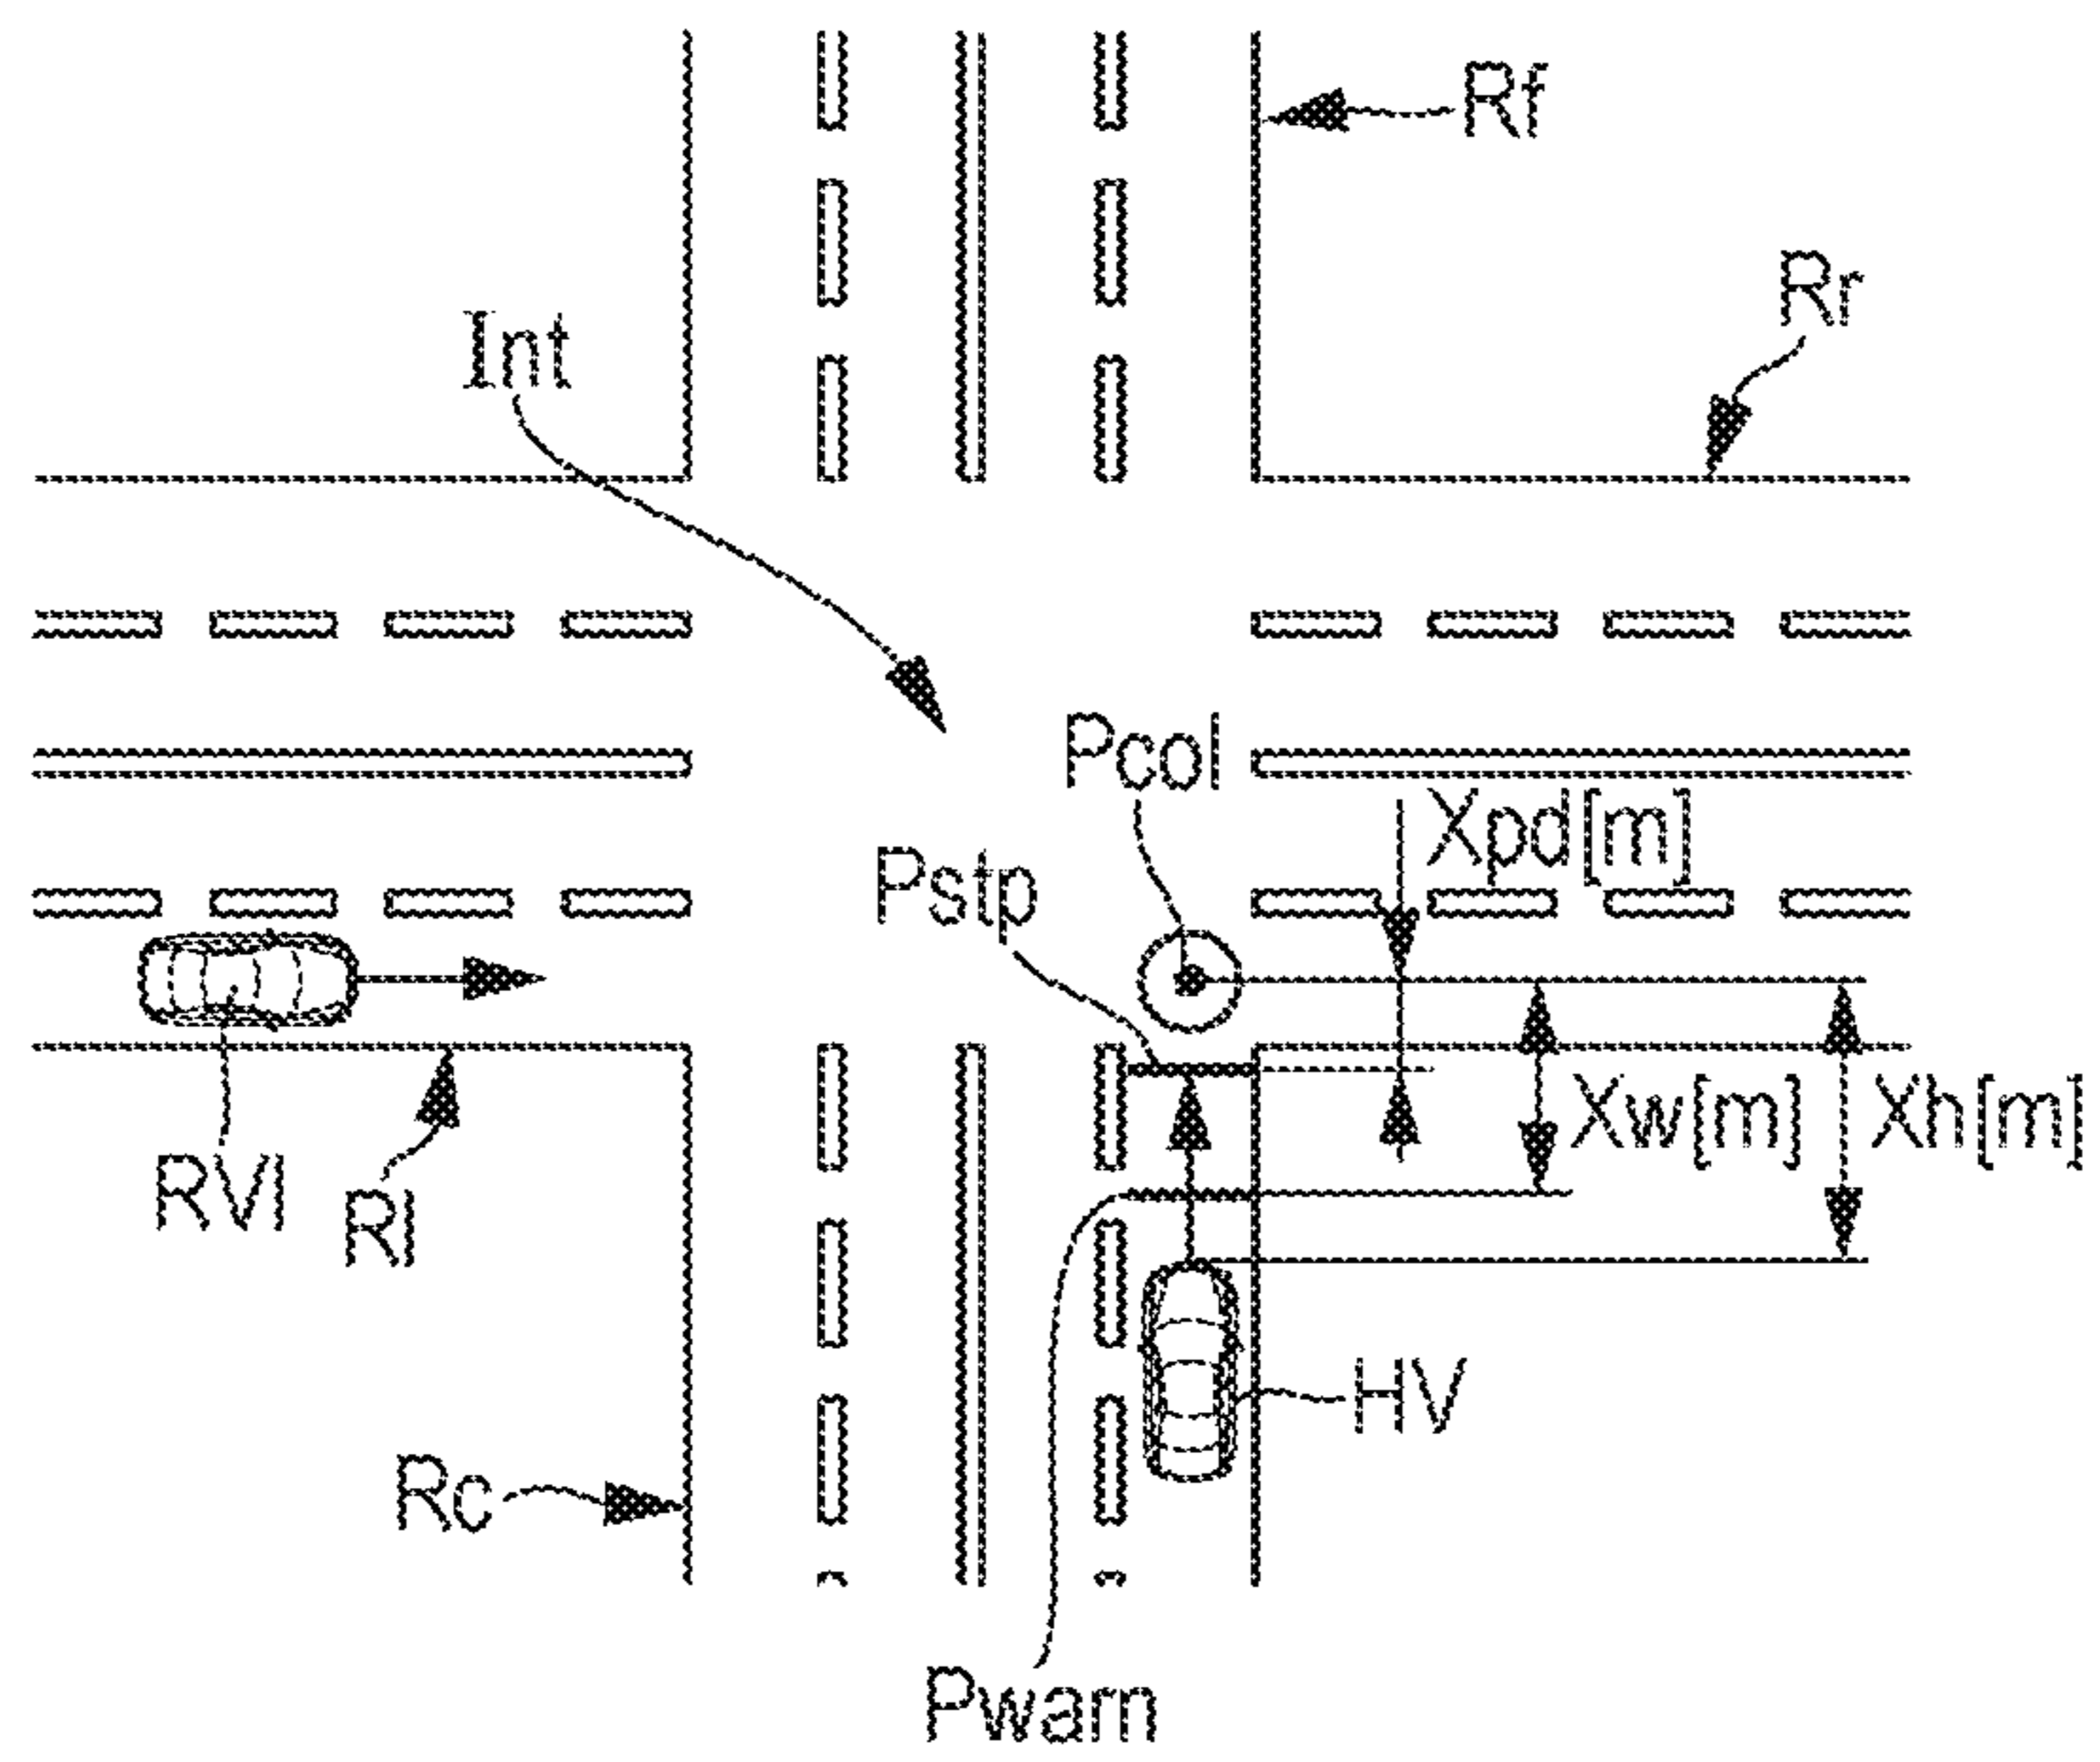 Rf
Rr
Int
Pcol
Xpd[m]
Pstp
Xw[m]
Xh[m]
RVl
Rl
HV
Rc
Pwarn